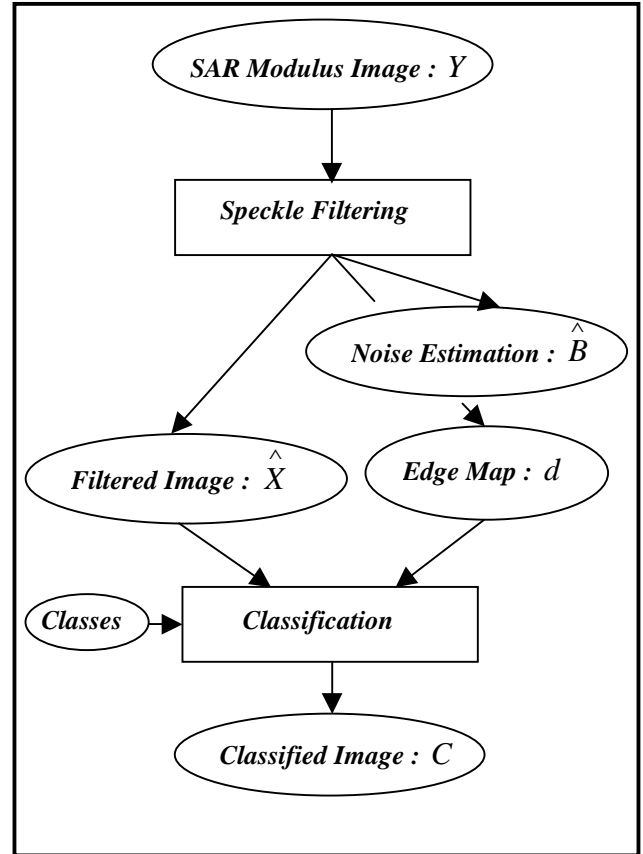 SAR Modulus Image : Y
Speckle Filtering
Noise Estimation : B̂
Filtered Image : X̂
Edge Map : d
Classes
Classification
Classified Image : C